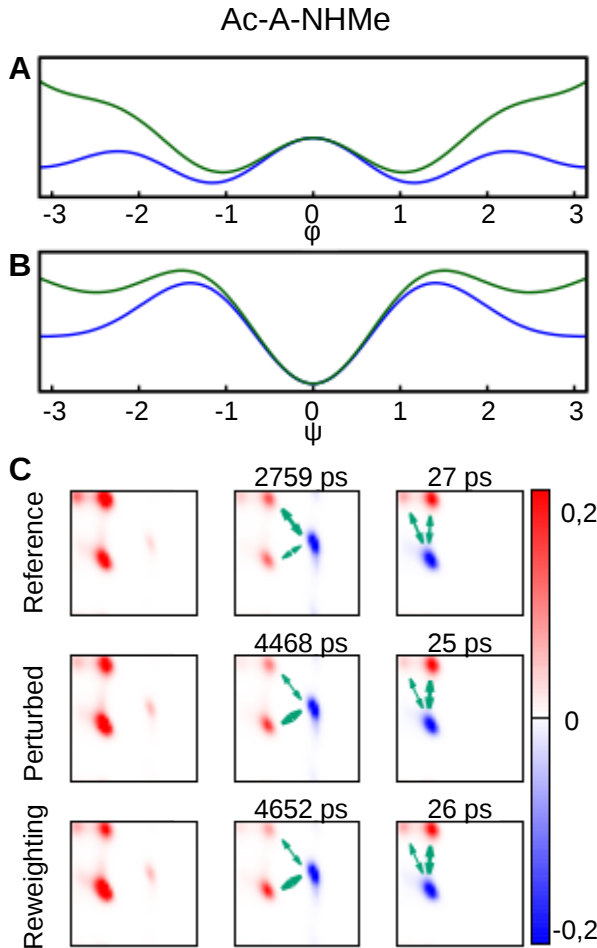 Ac-A-NHMe
A
-3 -2 -1 0 1 2 3
φ
B
-3 -2 -1 0 1 2 3
ψ
C
2759 ps 27 ps
Reference
0,2
4468 ps 25 ps
Perturbed
0
4652 ps 26 ps
Reweighting
-0,2